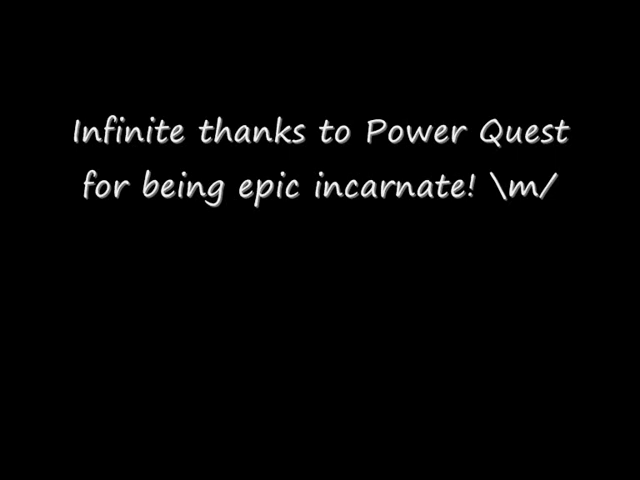 Infinite thanks to Power Quest
for being epic incarnate! \m/